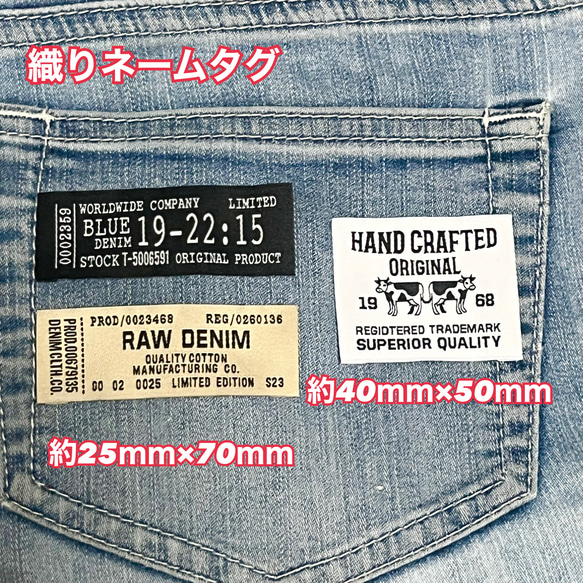 織りネームタグ
0002359
WORLDWIDE COMPANY LIMITED
BLUE DENIM 19-22:15
STOCK T-5006591 ORIGINAL PRODUCT
PROD.00679135
DENIM CITH.CO.
PROD/0023468 REG/0260136
RAW DENIM
QUALITY COTTON
MANUFACTURING CO.
00 02 0025 LIMITED EDITION S23
HAND CRAFTED
ORIGINAL
19 68
REGIDTERED TRADEMARK
SUPERIOR QUALITY
約40mm×50mm
約25mm×70mm